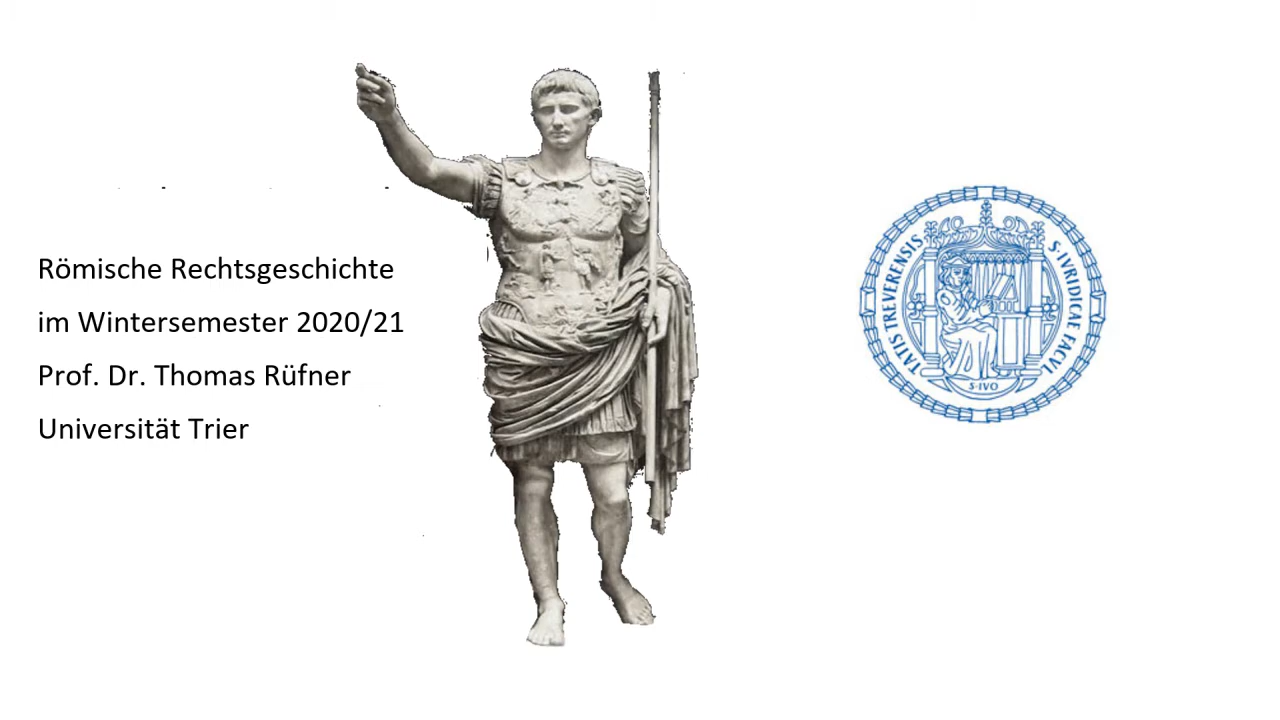 Römische Rechtsgeschichte
im Wintersemester 2020/21
Prof. Dr. Thomas Rüfner
Universität Trier
S·IVRIDICAE FACVL
TATIS TREVERENSIS
S·IVO